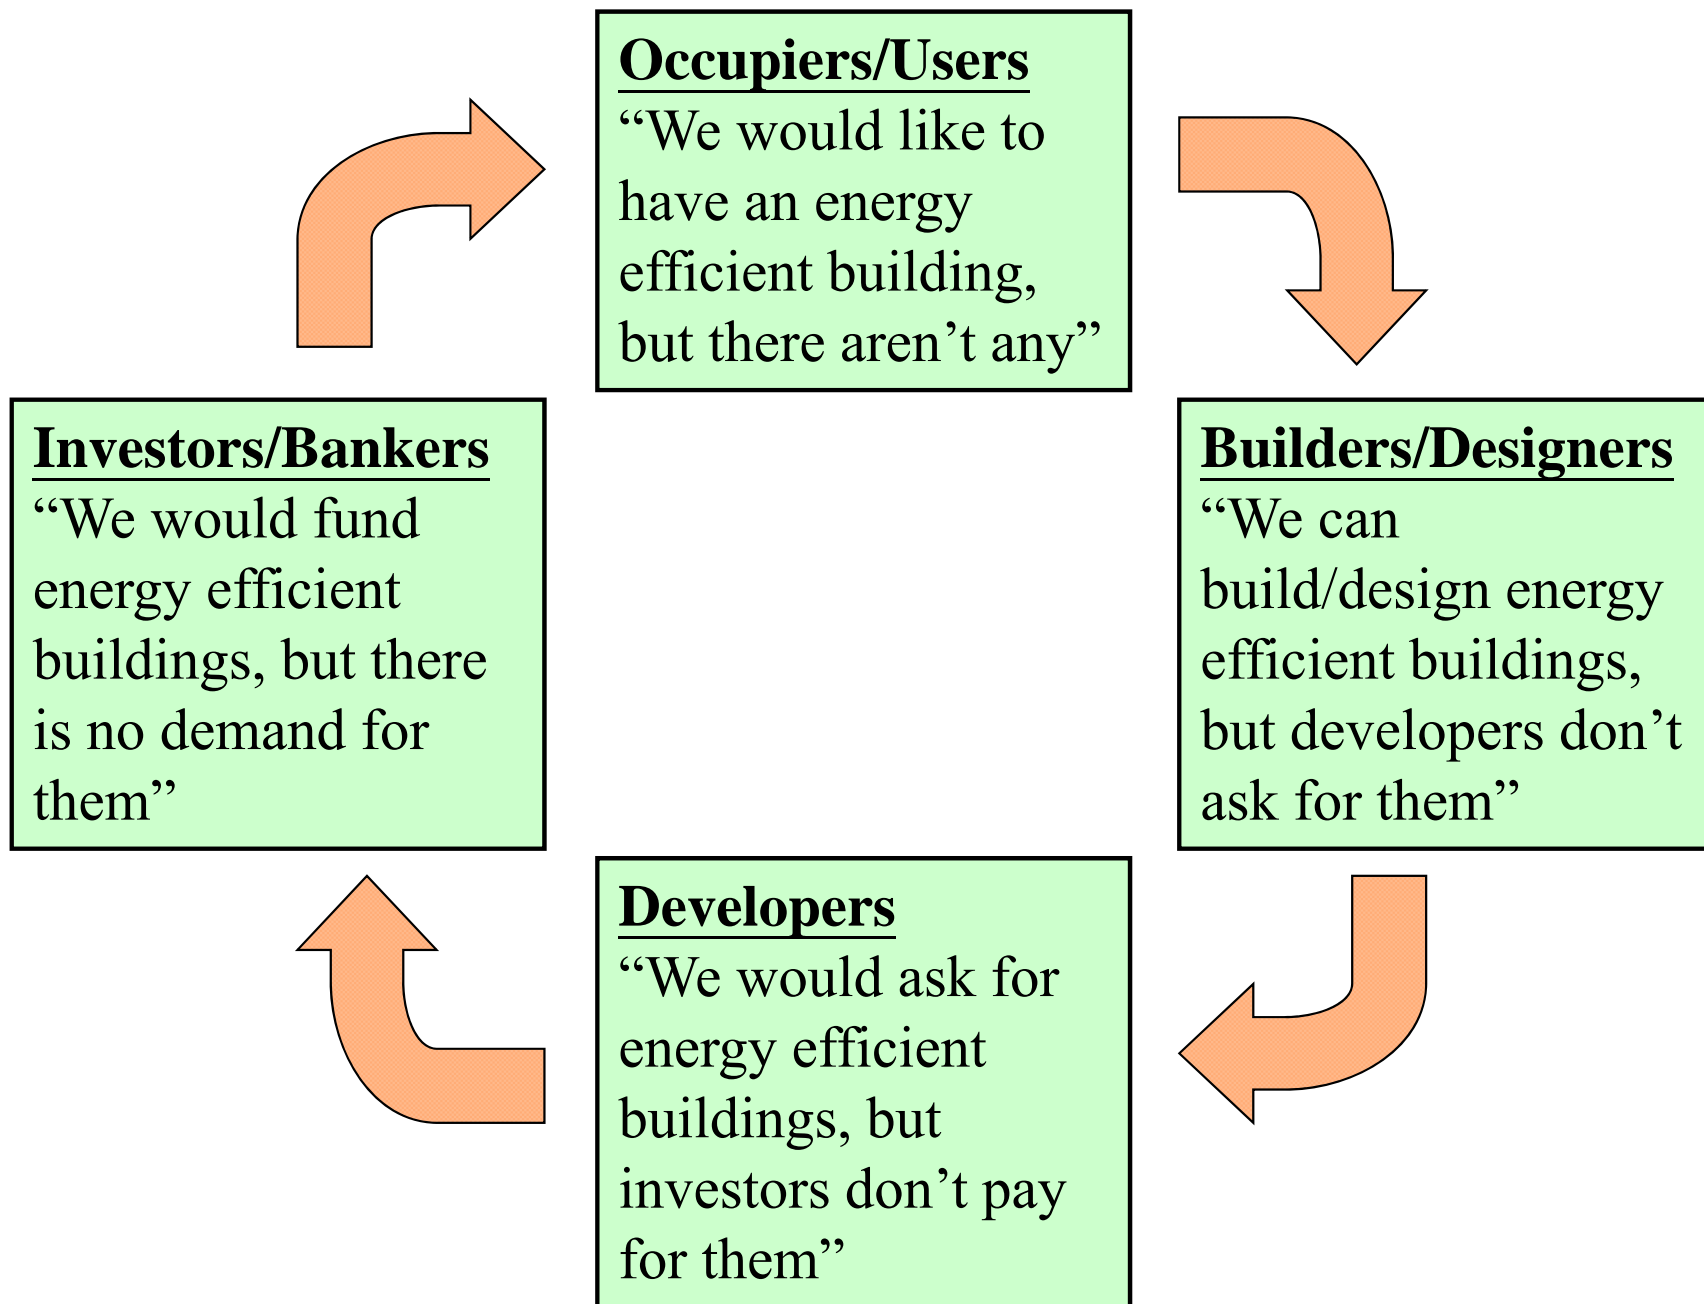 Occupiers/Users
“We would like to
have an energy
efficient building,
but there aren’t any”
Investors/Bankers
“We would fund
energy efficient
buildings, but there
is no demand for
them”
Builders/Designers
“We can
build/design energy
efficient buildings,
but developers don’t
ask for them”
Developers
“We would ask for
energy efficient
buildings, but
investors don’t pay
for them”